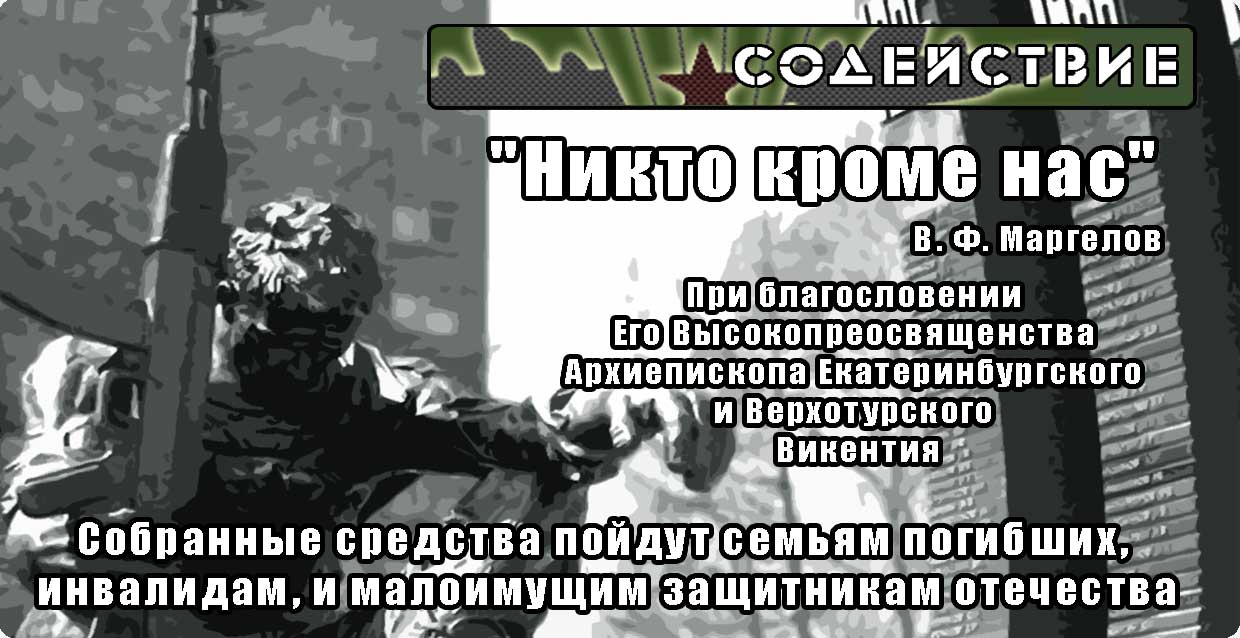 СОДЕЙСТВИЕ
"Никто кроме нас"
В. Ф. Маргелов
При благословении
Его Высокопреосвященства
Архиепископа Екатеринбургского
и Верхотурского
Викентия
Собранные средства пойдут семьям погибших,
инвалидам, и малоимущим защитникам отечества